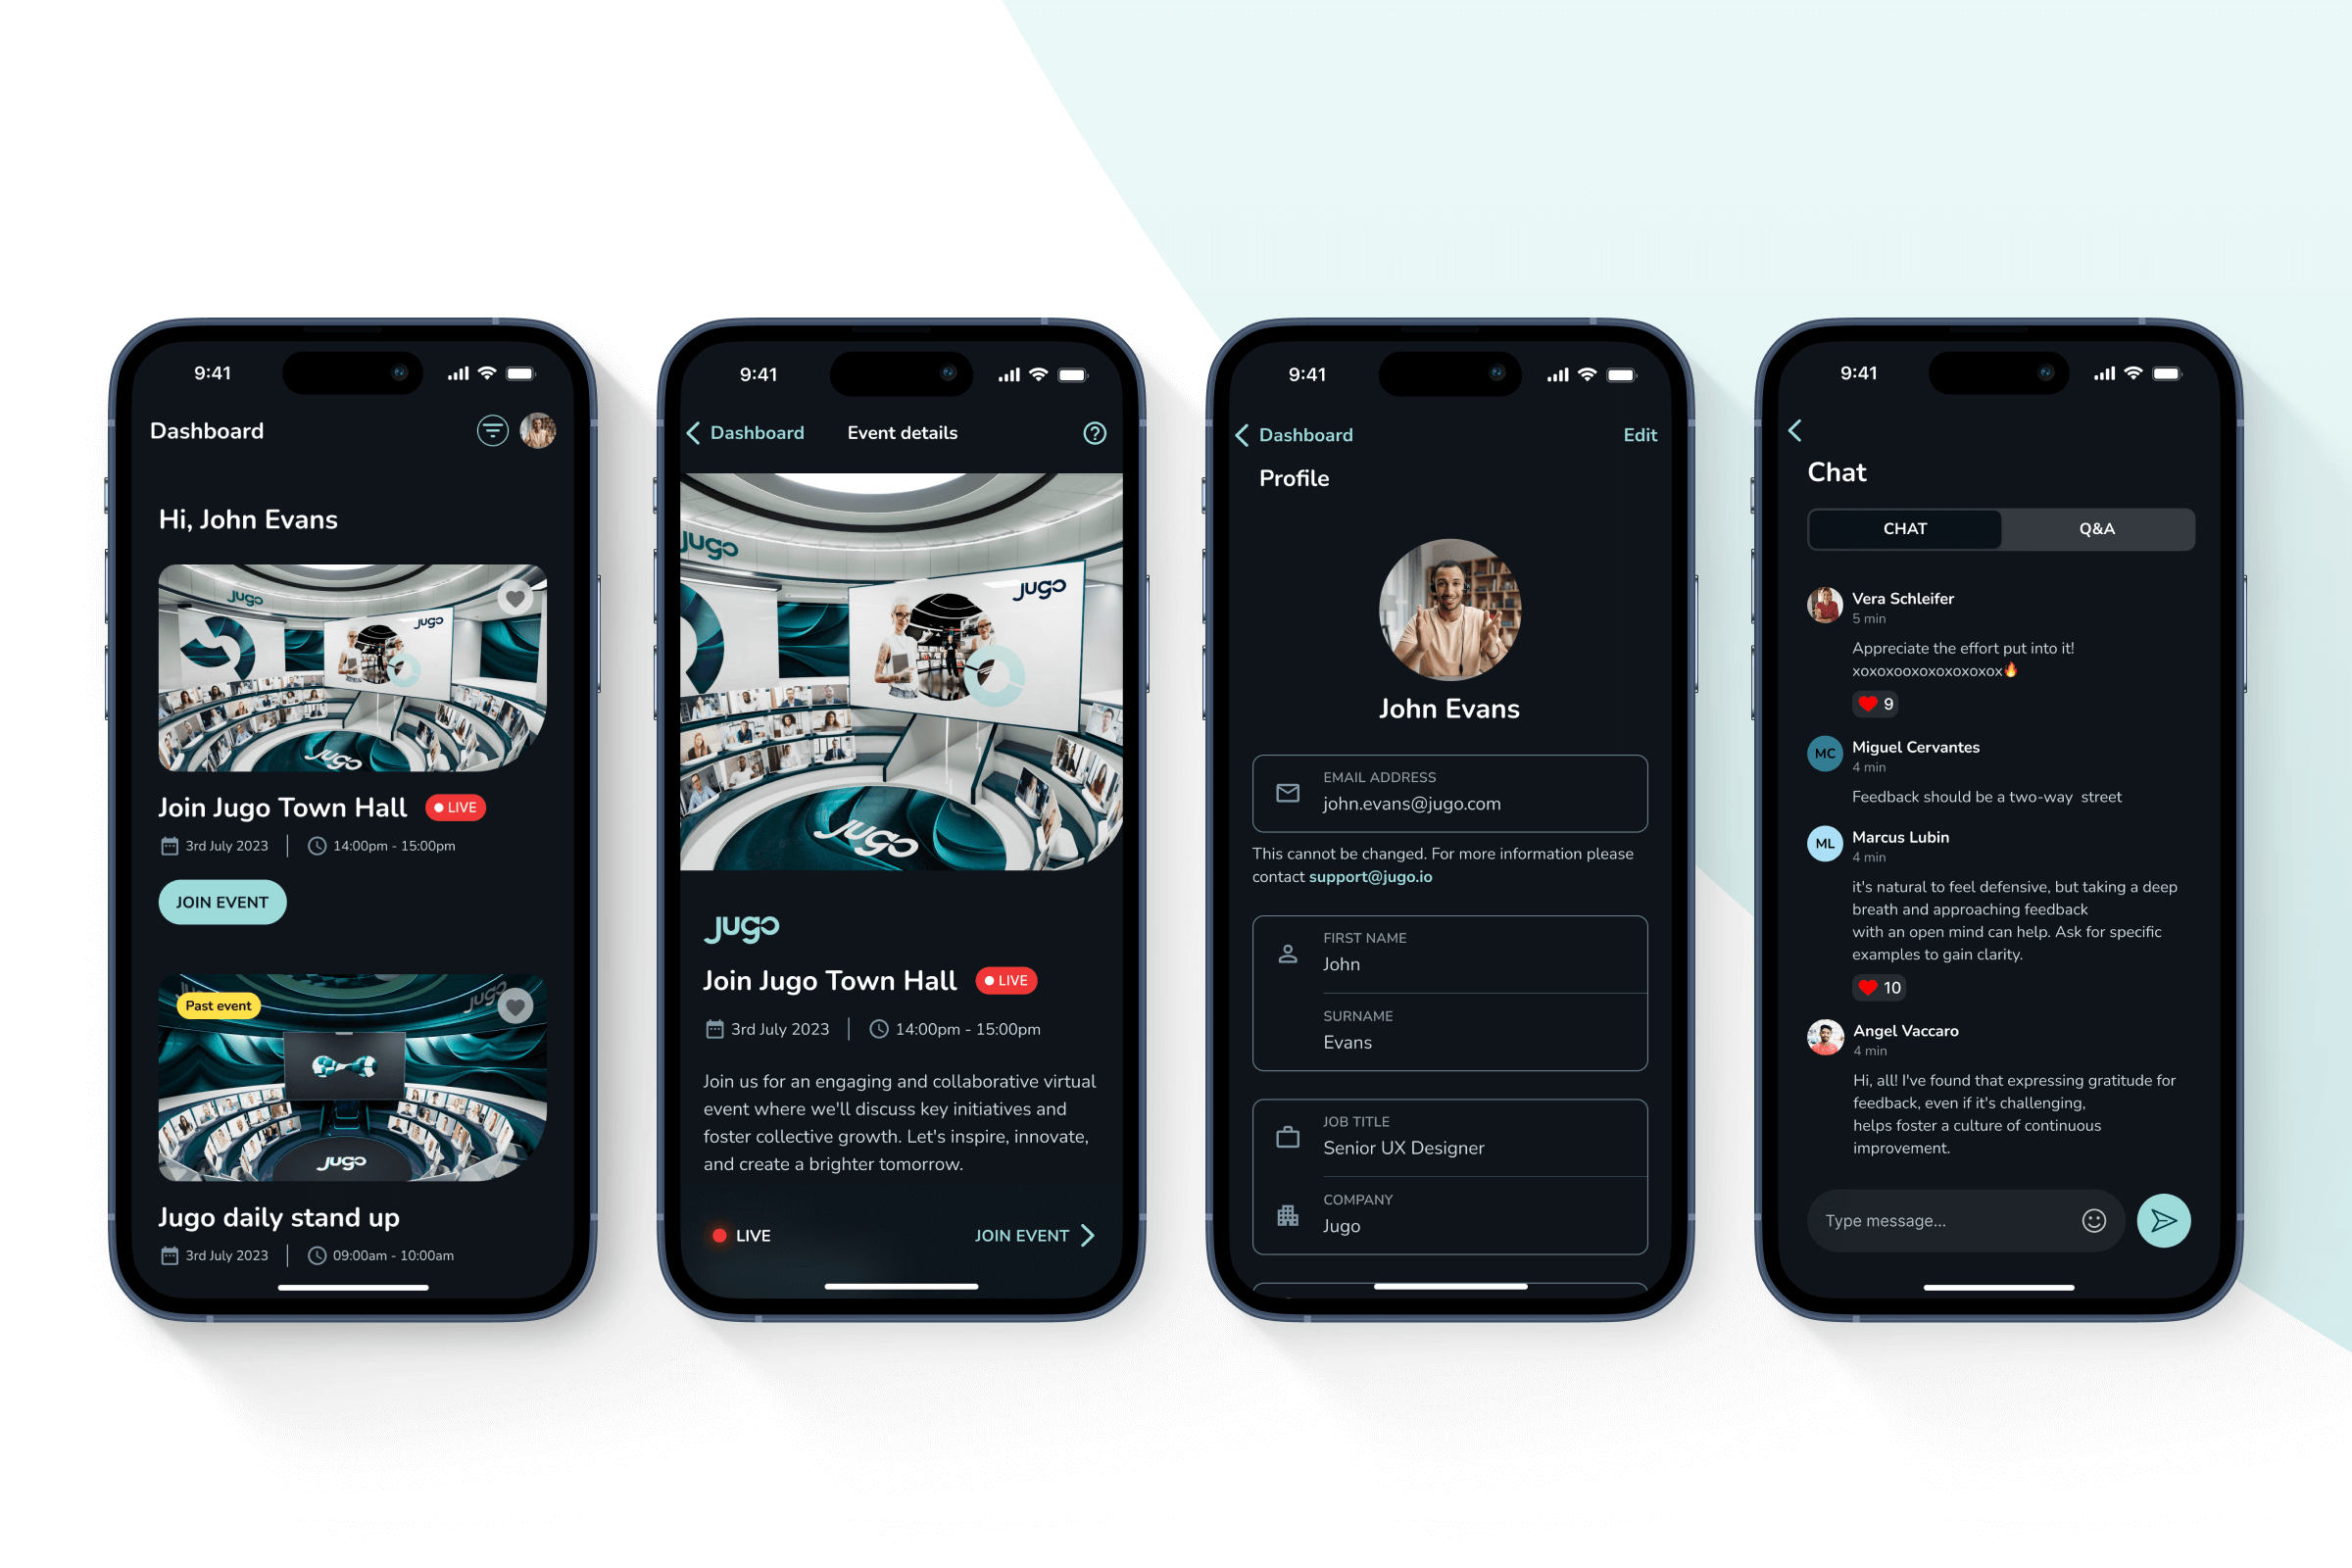 9:41
Dashboard
Hi, John Evans
jugo
jugo
jugo
Join Jugo Town Hall
LIVE
3rd July 2023
14:00pm - 15:00pm
JOIN EVENT
Past event
jugo
jugo
Jugo daily stand up
3rd July 2023
09:00am - 10:00am
9:41
Dashboard
Event details
?
jugo
jugo
jugo
jugo
Join Jugo Town Hall
LIVE
3rd July 2023
14:00pm - 15:00pm
Join us for an engaging and collaborative virtual
event where we'll discuss key initiatives and
foster collective growth. Let's inspire, innovate,
and create a brighter tomorrow.
LIVE
JOIN EVENT
9:41
Dashboard
Edit
Profile
John Evans
EMAIL ADDRESS
john.evans@jugo.com
This cannot be changed. For more information please
contact support@jugo.io
FIRST NAME
John
SURNAME
Evans
JOB TITLE
Senior UX Designer
COMPANY
Jugo
9:41
Chat
CHAT
Q&A
Vera Schleifer
5 min
Appreciate the effort put into it!
xoxoxooxoxoxoxoxox🔥
❤️ 9
MC
Miguel Cervantes
4 min
Feedback should be a two-way  street
ML
Marcus Lubin
4 min
it's natural to feel defensive, but taking a deep
breath and approaching feedback
with an open mind can help. Ask for specific
examples to gain clarity.
❤️ 10
Angel Vaccaro
4 min
Hi, all! I've found that expressing gratitude for
feedback, even if it's challenging,
helps foster a culture of continuous
improvement.
Type message...